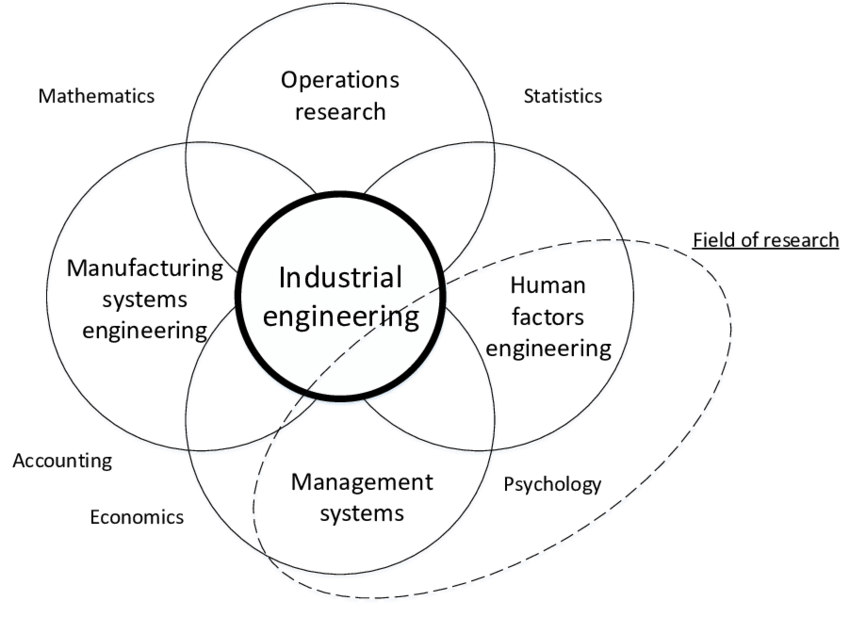 Operations
research
Mathematics
Statistics
Field of research
Manufacturing
systems
engineering
Industrial
engineering
Human
factors
engineering
Accounting
Management
systems
Psychology
Economics